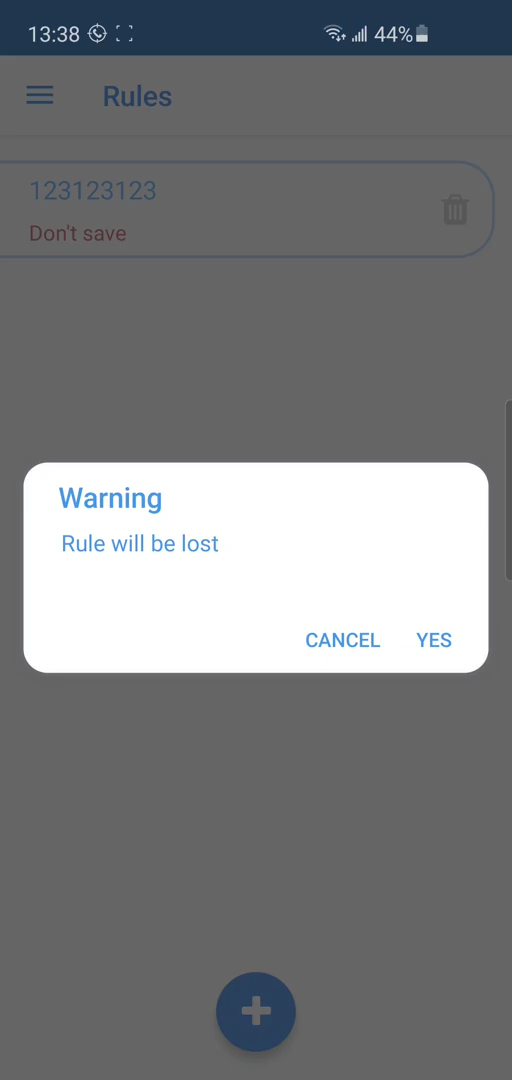 13:38 44%
Rules
123123123
Don't save
Warning
Rule will be lost
CANCEL YES